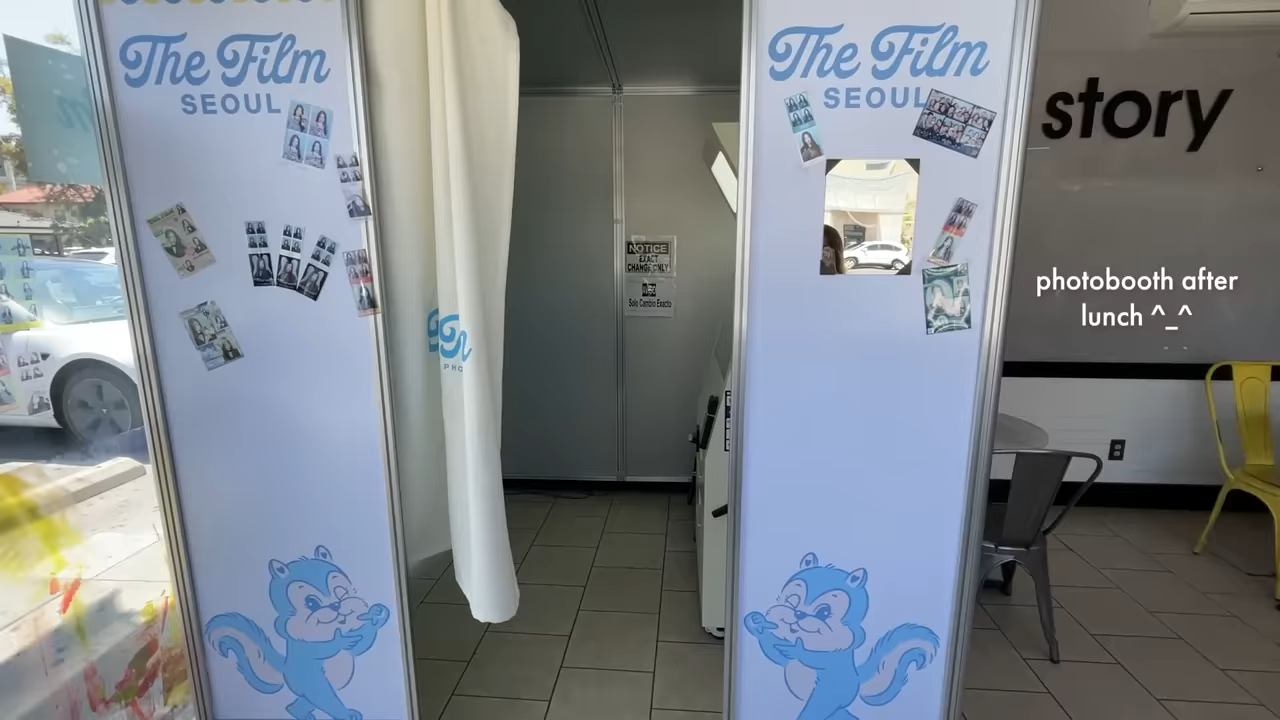 The Film
SEOUL
The Film
SEOUL
story
NOTICE
EXACT
CHANGE ONLY
Solo Cambio Exacto
photobooth after
lunch ^_^